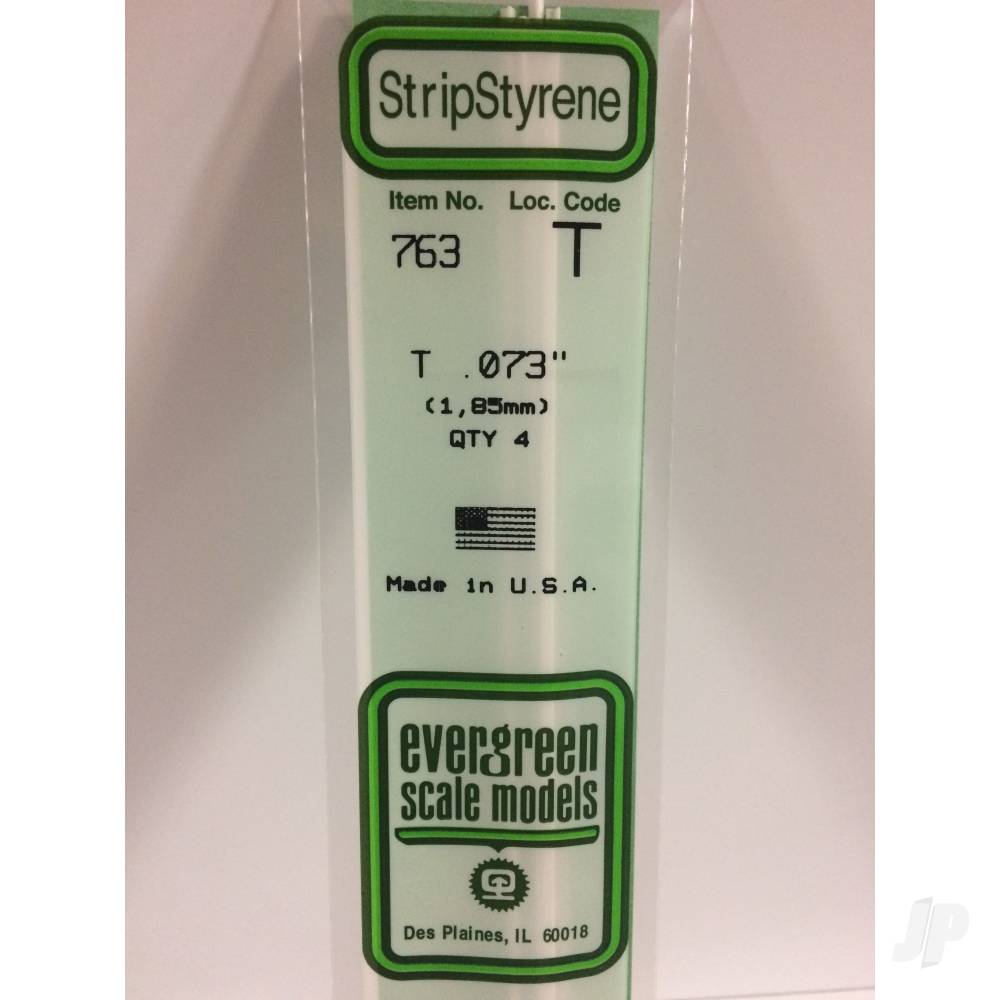 StripStyrene
Item No. Loc. Code
763 T
T .073"
(1,85mm)
QTY 4
Made in U.S.A.
evergreen
scale models
Des Plaines, IL 60018
JP